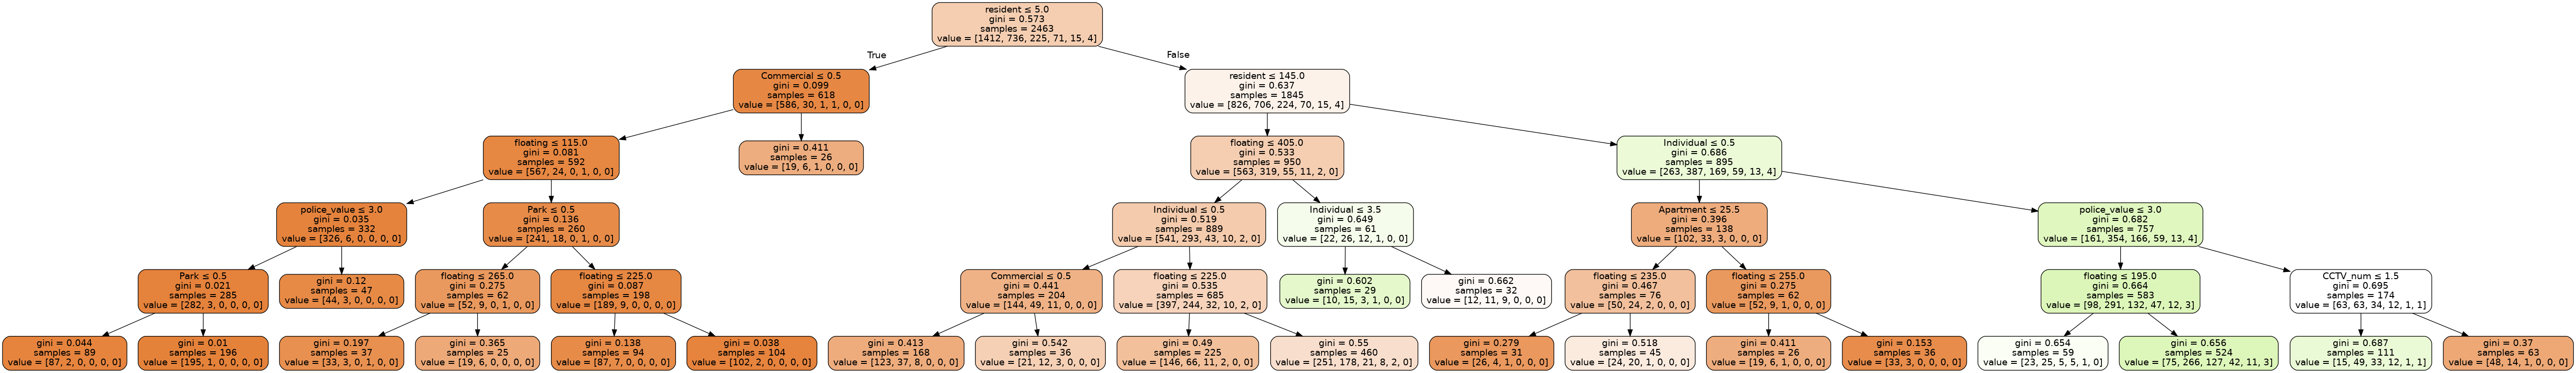 resident ≤ 5.0
gini = 0.573
samples = 2463
value = [1412, 736, 225, 71, 15, 4]
True
False
Commercial ≤ 0.5
gini = 0.099
samples = 618
value = [586, 30, 1, 1, 0, 0]
resident ≤ 145.0
gini = 0.637
samples = 1845
value = [826, 706, 224, 70, 15, 4]
floating ≤ 115.0
gini = 0.081
samples = 592
value = [567, 24, 0, 1, 0, 0]
gini = 0.411
samples = 26
value = [19, 6, 1, 0, 0, 0]
floating ≤ 405.0
gini = 0.533
samples = 950
value = [563, 319, 55, 11, 2, 0]
Individual ≤ 0.5
gini = 0.686
samples = 895
value = [263, 387, 169, 59, 13, 4]
police_value ≤ 3.0
gini = 0.035
samples = 332
value = [326, 6, 0, 0, 0, 0]
Park ≤ 0.5
gini = 0.136
samples = 260
value = [241, 18, 0, 1, 0, 0]
Individual ≤ 0.5
gini = 0.519
samples = 889
value = [541, 293, 43, 10, 2, 0]
Individual ≤ 3.5
gini = 0.649
samples = 61
value = [22, 26, 12, 1, 0, 0]
Apartment ≤ 25.5
gini = 0.396
samples = 138
value = [102, 33, 3, 0, 0, 0]
police_value ≤ 3.0
gini = 0.682
samples = 757
value = [161, 354, 166, 59, 13, 4]
Park ≤ 0.5
gini = 0.021
samples = 285
value = [282, 3, 0, 0, 0, 0]
gini = 0.12
samples = 47
value = [44, 3, 0, 0, 0, 0]
floating ≤ 265.0
gini = 0.275
samples = 62
value = [52, 9, 0, 1, 0, 0]
floating ≤ 225.0
gini = 0.087
samples = 198
value = [189, 9, 0, 0, 0, 0]
Commercial ≤ 0.5
gini = 0.441
samples = 204
value = [144, 49, 11, 0, 0, 0]
floating ≤ 225.0
gini = 0.535
samples = 685
value = [397, 244, 32, 10, 2, 0]
gini = 0.602
samples = 29
value = [10, 15, 3, 1, 0, 0]
gini = 0.662
samples = 32
value = [12, 11, 9, 0, 0, 0]
floating ≤ 235.0
gini = 0.467
samples = 76
value = [50, 24, 2, 0, 0, 0]
floating ≤ 255.0
gini = 0.275
samples = 62
value = [52, 9, 1, 0, 0, 0]
floating ≤ 195.0
gini = 0.664
samples = 583
value = [98, 291, 132, 47, 12, 3]
CCTV_num ≤ 1.5
gini = 0.695
samples = 174
value = [63, 63, 34, 12, 1, 1]
gini = 0.044
samples = 89
value = [87, 2, 0, 0, 0, 0]
gini = 0.01
samples = 196
value = [195, 1, 0, 0, 0, 0]
gini = 0.197
samples = 37
value = [33, 3, 0, 1, 0, 0]
gini = 0.365
samples = 25
value = [19, 6, 0, 0, 0, 0]
gini = 0.138
samples = 94
value = [87, 7, 0, 0, 0, 0]
gini = 0.038
samples = 104
value = [102, 2, 0, 0, 0, 0]
gini = 0.413
samples = 168
value = [123, 37, 8, 0, 0, 0]
gini = 0.542
samples = 36
value = [21, 12, 3, 0, 0, 0]
gini = 0.49
samples = 225
value = [146, 66, 11, 2, 0, 0]
gini = 0.55
samples = 460
value = [251, 178, 21, 8, 2, 0]
gini = 0.279
samples = 31
value = [26, 4, 1, 0, 0, 0]
gini = 0.518
samples = 45
value = [24, 20, 1, 0, 0, 0]
gini = 0.411
samples = 26
value = [19, 6, 1, 0, 0, 0]
gini = 0.153
samples = 36
value = [33, 3, 0, 0, 0, 0]
gini = 0.654
samples = 59
value = [23, 25, 5, 5, 1, 0]
gini = 0.656
samples = 524
value = [75, 266, 127, 42, 11, 3]
gini = 0.687
samples = 111
value = [15, 49, 33, 12, 1, 1]
gini = 0.37
samples = 63
value = [48, 14, 1, 0, 0, 0]